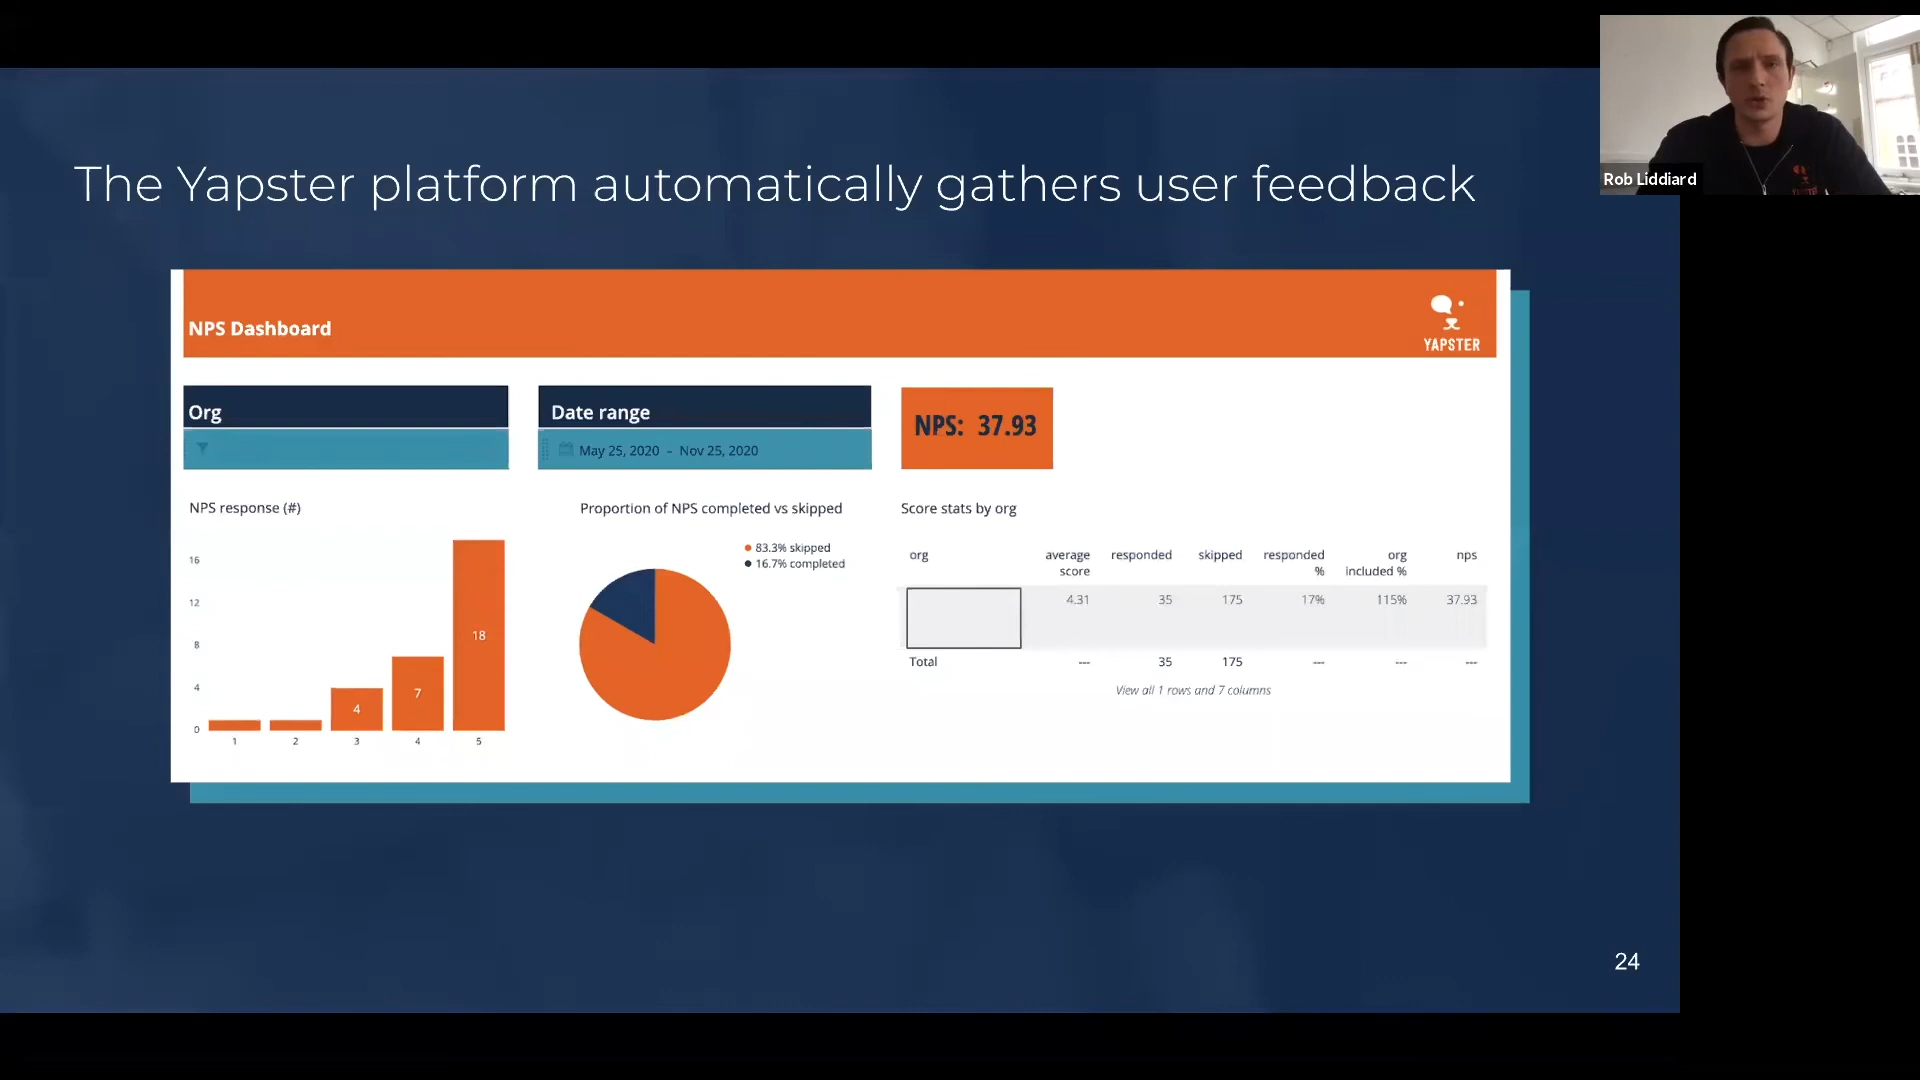 Rob Liddiard
The Yapster platform automatically gathers user feedback
NPS Dashboard
YAPSTER
Org
Date range
May 25, 2020 - Nov 25, 2020
NPS: 37.93
NPS response (#)
16
12
8
4
0
4
7
18
1 2 3 4 5
Proportion of NPS completed vs skipped
83.3% skipped
16.7% completed
Score stats by org
org average score responded skipped responded % org included % nps
4.31 35 175 17% 115% 37.93
Total --- 35 175 --- --- ---
View all 1 rows and 7 columns
24